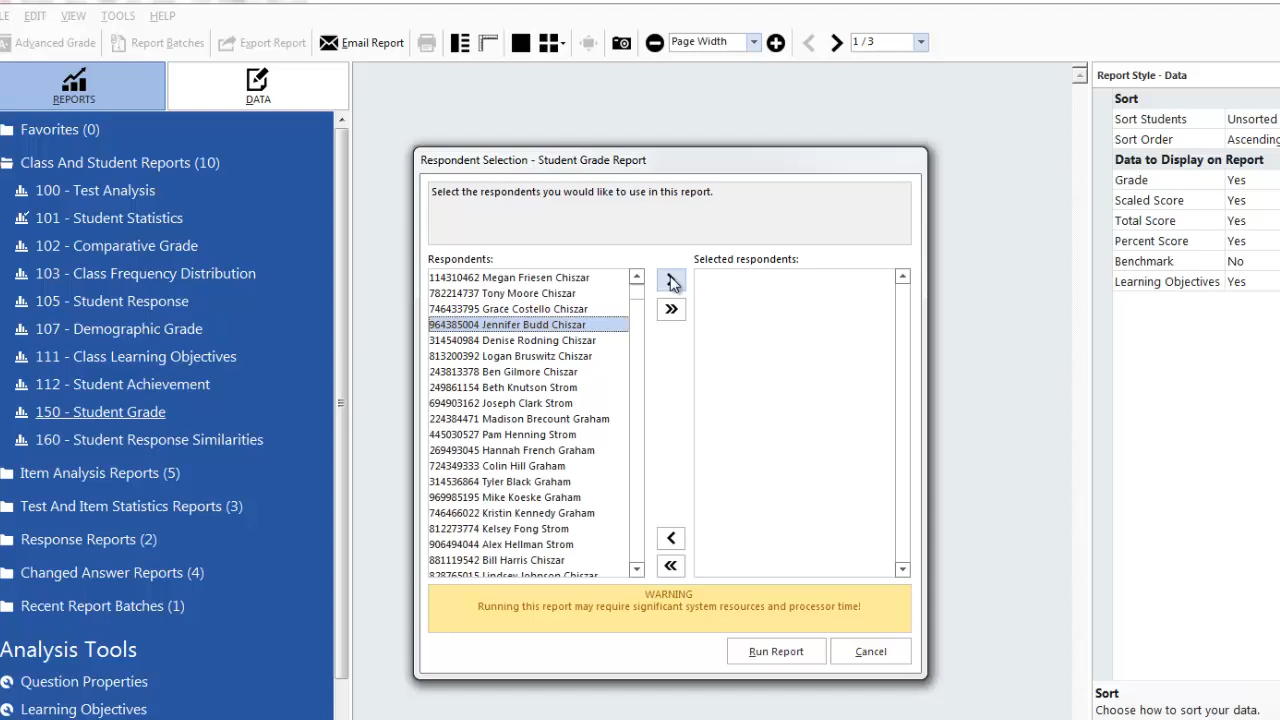 LE EDIT VIEW TOOLS HELP
Advanced Grade Report Batches Export Report Email Report Page Width 1 / 3
REPORTS DATA
Favorites (0)
Class And Student Reports (10)
100 - Test Analysis
101 - Student Statistics
102 - Comparative Grade
103 - Class Frequency Distribution
105 - Student Response
107 - Demographic Grade
111 - Class Learning Objectives
112 - Student Achievement
150 - Student Grade
160 - Student Response Similarities
Item Analysis Reports (5)
Test And Item Statistics Reports (3)
Response Reports (2)
Changed Answer Reports (4)
Recent Report Batches (1)
Analysis Tools
Question Properties
Learning Objectives
Respondent Selection - Student Grade Report
Select the respondents you would like to use in this report.
Respondents:
114310462 Megan Friesen Chiszar
782214737 Tony Moore Chiszar
746433795 Grace Costello Chiszar
964385004 Jennifer Budd Chiszar
314540984 Denise Rodning Chiszar
813200392 Logan Bruswitz Chiszar
243813378 Ben Gilmore Chiszar
249861154 Beth Knutson Strom
694903162 Joseph Clark Strom
224384471 Madison Brecount Graham
445030527 Pam Henning Strom
269493045 Hannah French Graham
724349333 Colin Hill Graham
314536864 Tyler Black Graham
969985195 Mike Koeske Graham
746466022 Kristin Kennedy Graham
812273774 Kelsey Fong Strom
906494044 Alex Hellman Strom
881119542 Bill Harris Chiszar
828765015 Lindsey Johnson Chiszar
Selected respondents:
WARNING
Running this report may require significant system resources and processor time!
Run Report Cancel
Report Style - Data
Sort
Sort Students Unsorted
Sort Order Ascending
Data to Display on Report
Grade Yes
Scaled Score Yes
Total Score Yes
Percent Score Yes
Benchmark No
Learning Objectives Yes
Sort
Choose how to sort your data.